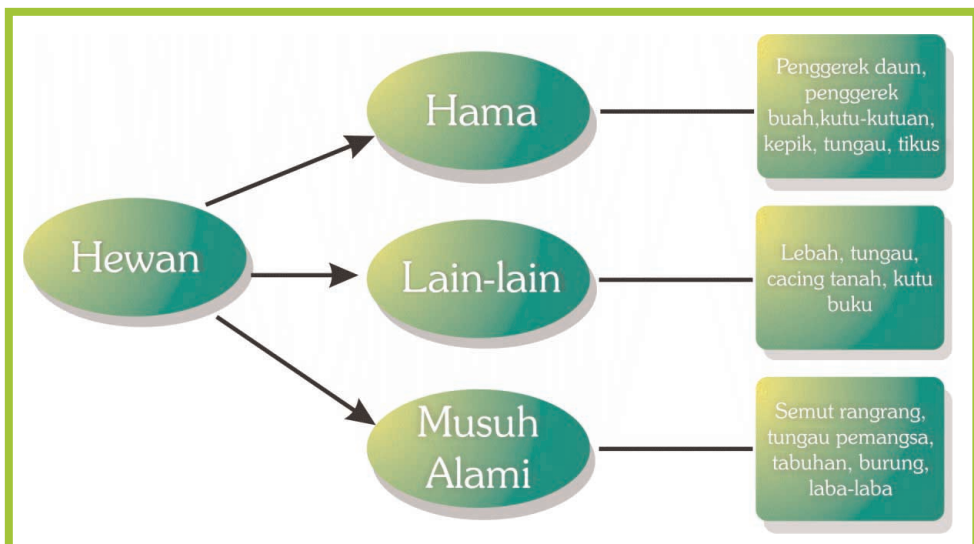 Hewan
Hama
Penggerek daun,
penggerek
buah,kutu-kutuan,
kepik, tungau, tikus
Lain-lain
Lebah, tungau,
cacing tanah, kutu
buku
Musuh
Alami
Semut rangrang,
tungau pemangsa,
tabuhan, burung,
laba-laba